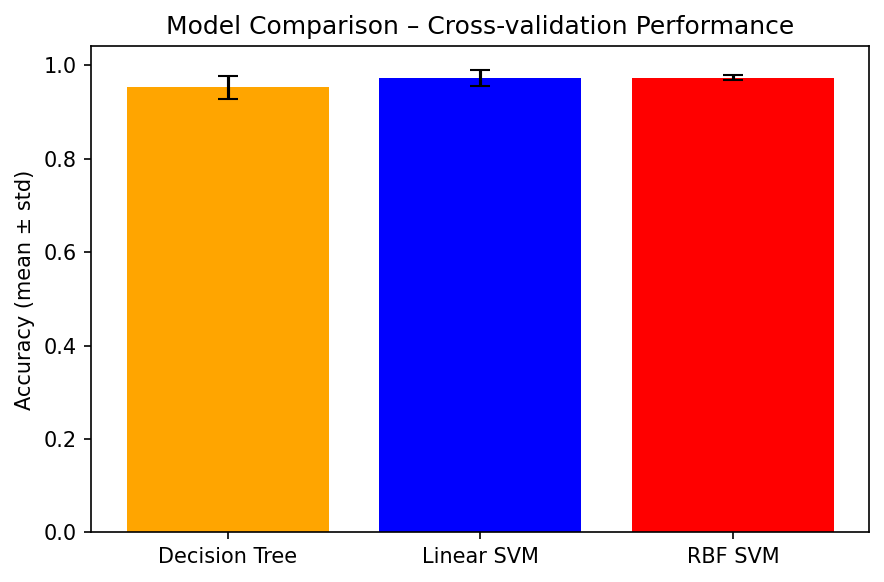 Model Comparison – Cross-validation Performance
Accuracy (mean ± std)
1.0
0.8
0.6
0.4
0.2
0.0
Decision Tree
Linear SVM
RBF SVM